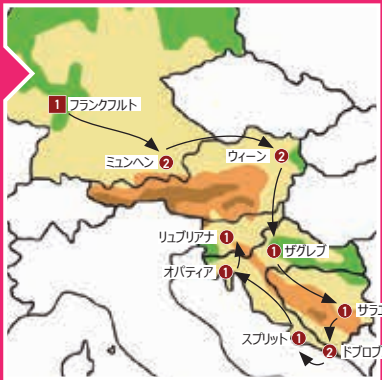 1 フランクフルト
ミュンヘン 2
ウィーン 2
リュブリアナ 1
1 ザグレブ
オパティア 1
1 サラエ
スプリット 1
2 ドブロブ